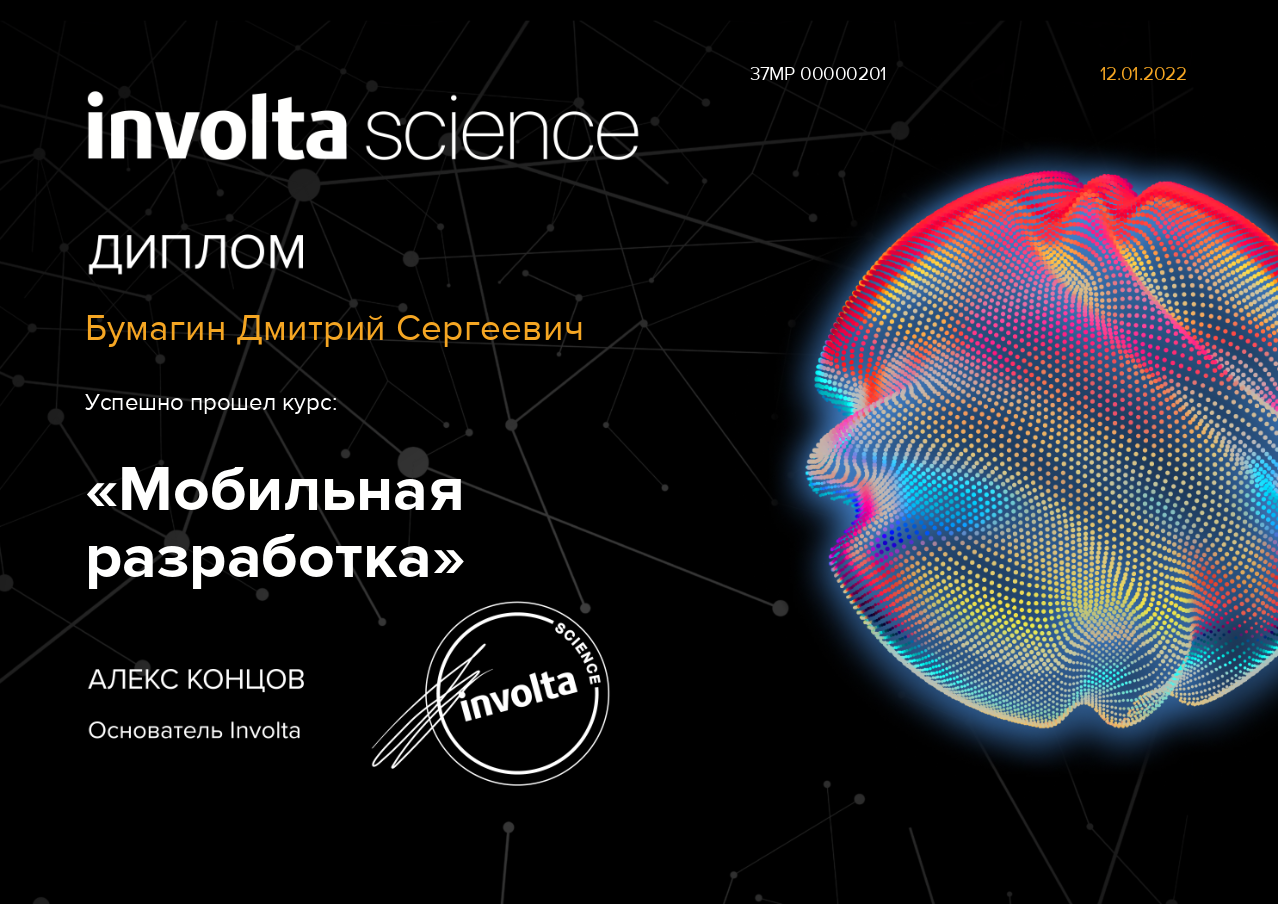 37MP 00000201
12.01.2022
involta science
ДИПЛОМ
Бумагин Дмитрий Сергеевич
Успешно прошел курс:
«Мобильная
разработка»
АЛЕКС КОНЦОВ
Основатель Involta
SCIENCE
involta